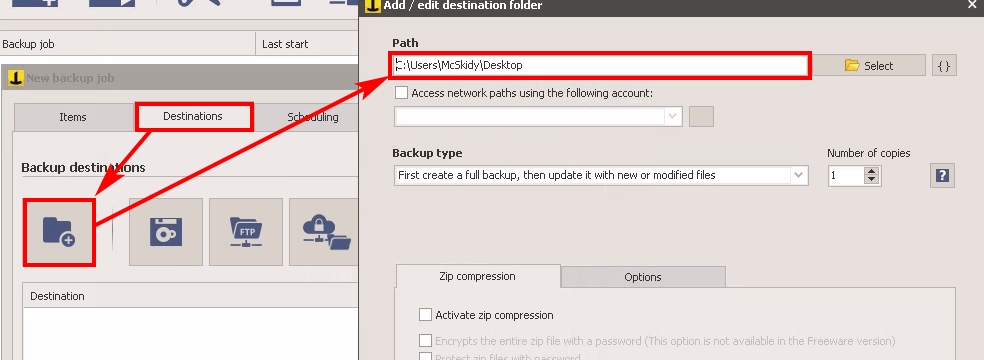 Add / edit destination folder
Backup job
Last start
New backup job
Items
Destinations
Scheduling
Backup destinations
FTP
Destination
Path
C:\Users\McSkidy\Desktop
Select
{}
Access network paths using the following account:
Backup type
Number of copies
First create a full backup, then update it with new or modified files
1
?
Zip compression
Options
Activate zip compression
Encrypts the entire zip file with a password (This option is not available in the Freeware version)
Protect zip files with password